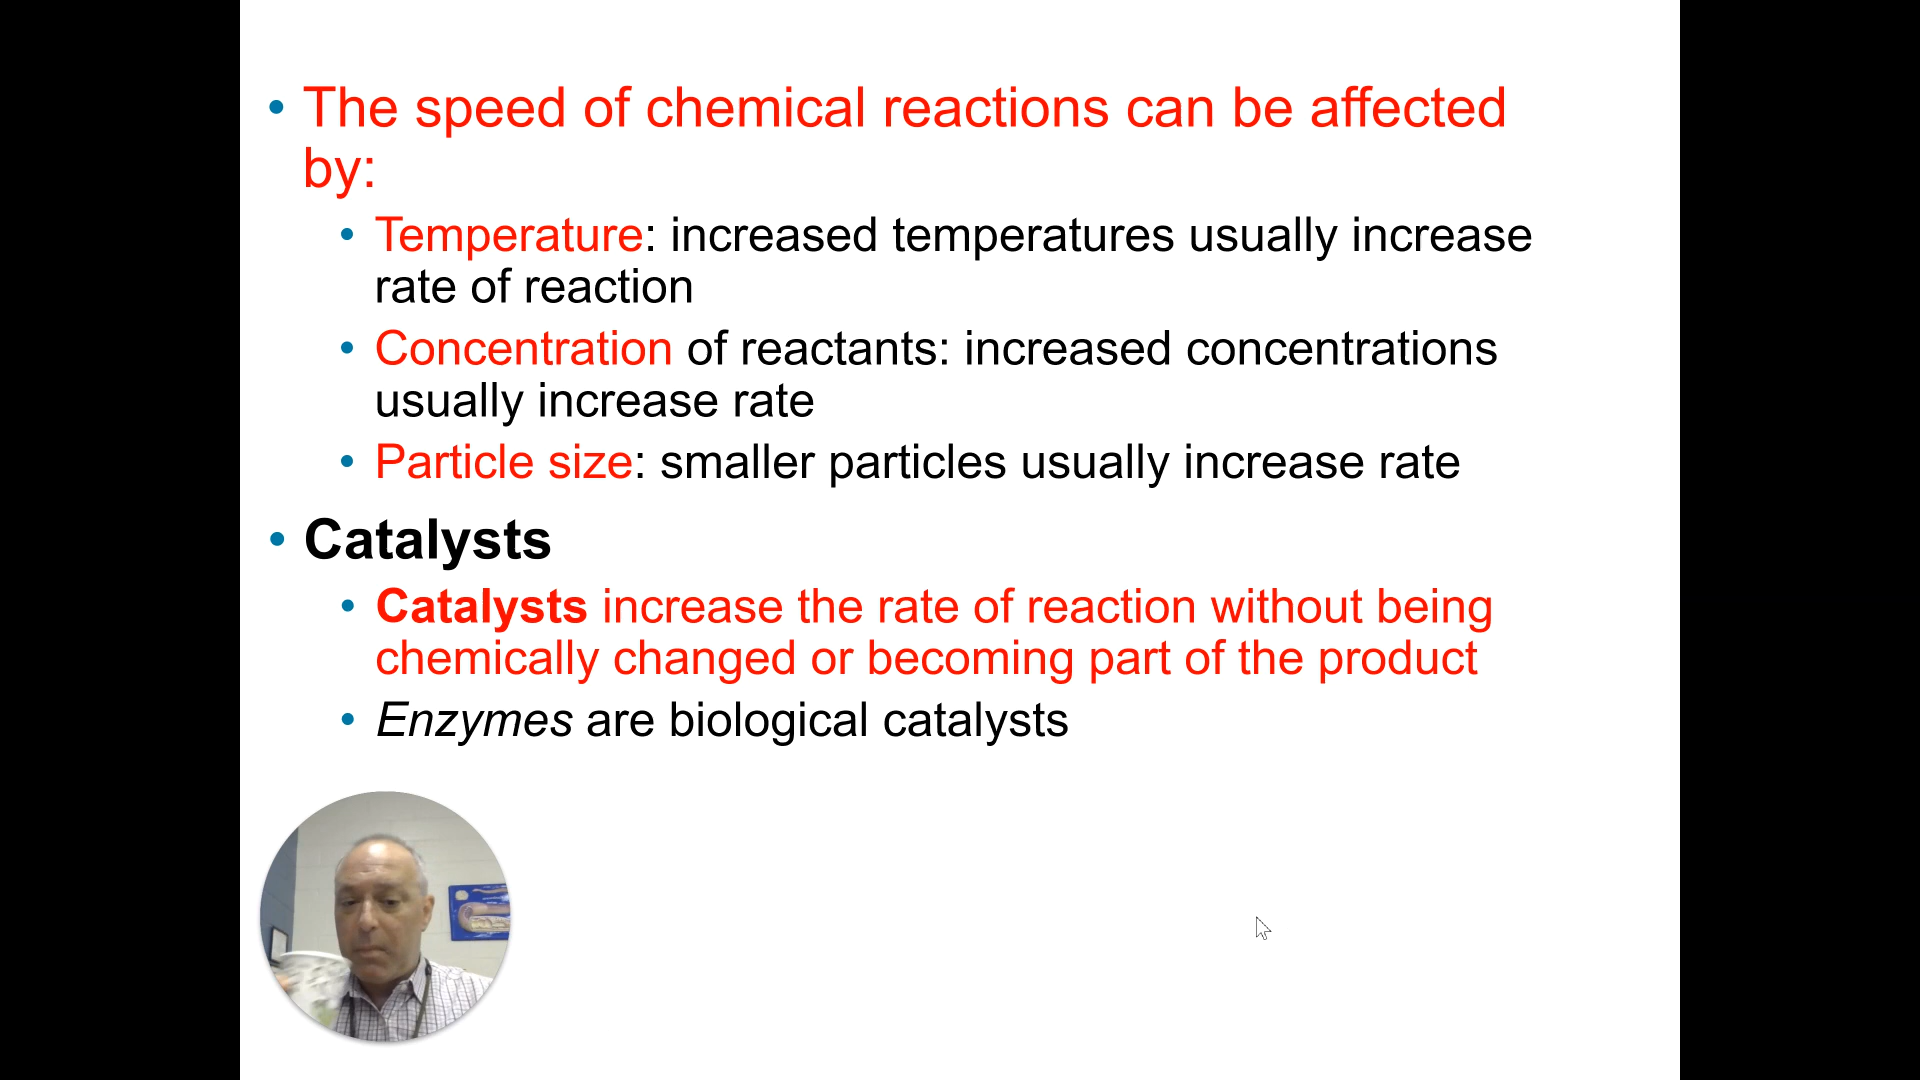 • The speed of chemical reactions can be affected
by:
• Temperature: increased temperatures usually increase
rate of reaction
• Concentration of reactants: increased concentrations
usually increase rate
• Particle size: smaller particles usually increase rate
• Catalysts
• Catalysts increase the rate of reaction without being
chemically changed or becoming part of the product
• Enzymes are biological catalysts